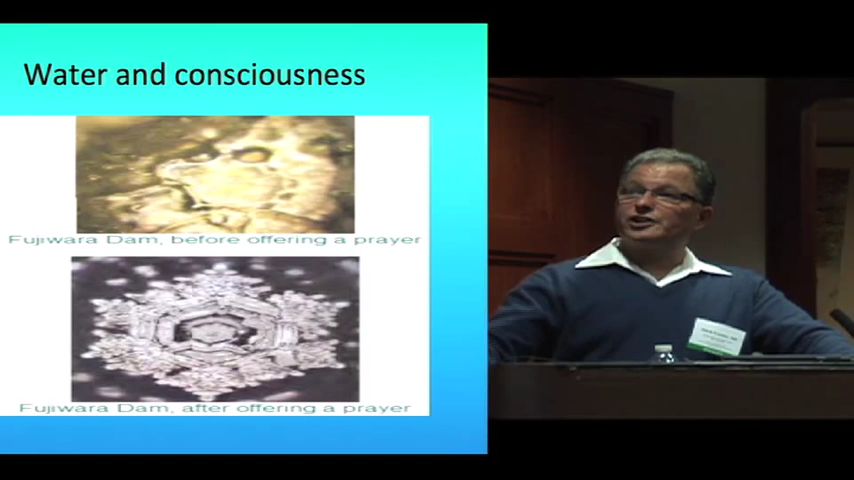 Water and consciousness
Fujiwara Dam, before offering a prayer
Fujiwara Dam, after offering a prayer